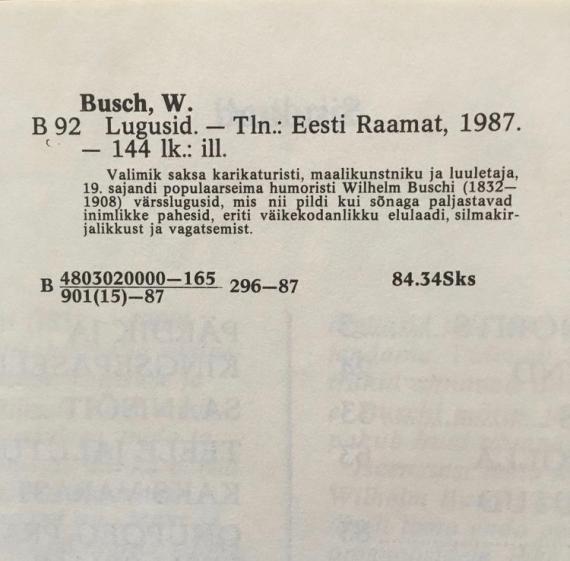 Busch, W.
B 92 Lugusid. — Tln.: Eesti Raamat, 1987.
— 144 lk.: ill.
Valimik saksa karikaturisti, maalikunstniku ja luuletaja,
19. sajandi populaarseima humoristi Wilhelm Buschi (1832—
1908) värsslugusid, mis nii pildi kui sõnaga paljastavad
inimlikke pahesid, eriti väikekodanlikku elulaadi, silmakir-
jalikkust ja vagatsemist.
B 4803020000—165 296—87 84.34Sks
901(15)—87